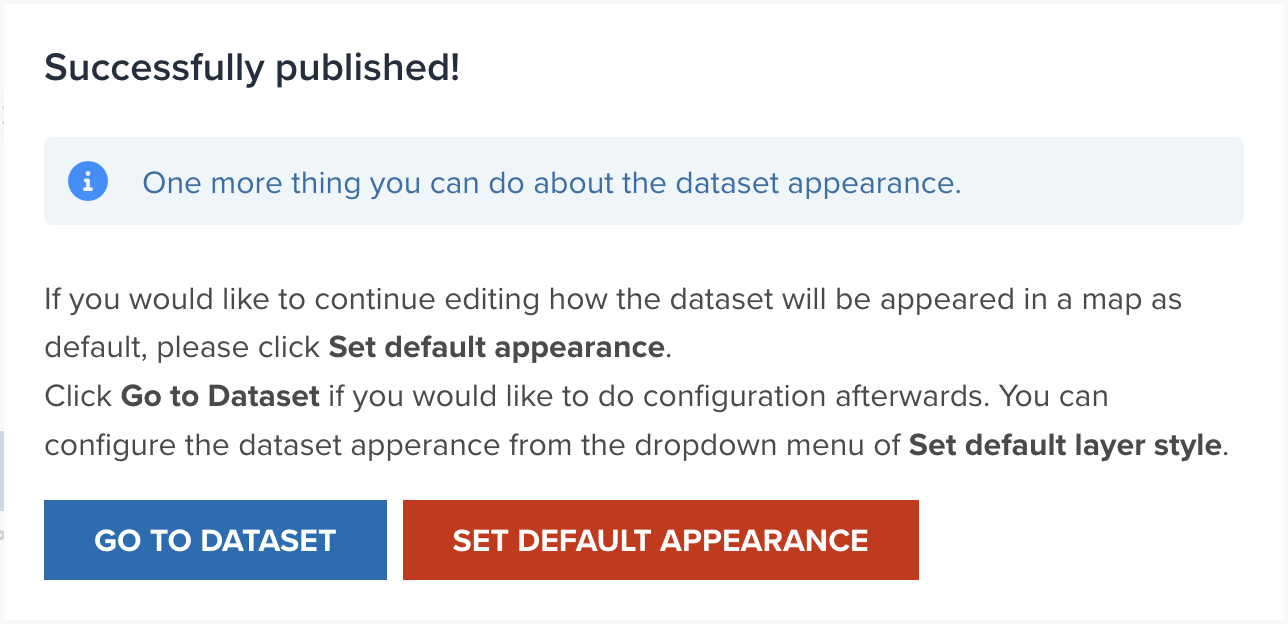 Successfully published!
One more thing you can do about the dataset appearance.
If you would like to continue editing how the dataset will be appeared in a map as
default, please click Set default appearance.
Click Go to Dataset if you would like to do configuration afterwards. You can
configure the dataset apperance from the dropdown menu of Set default layer style.
GO TO DATASET SET DEFAULT APPEARANCE